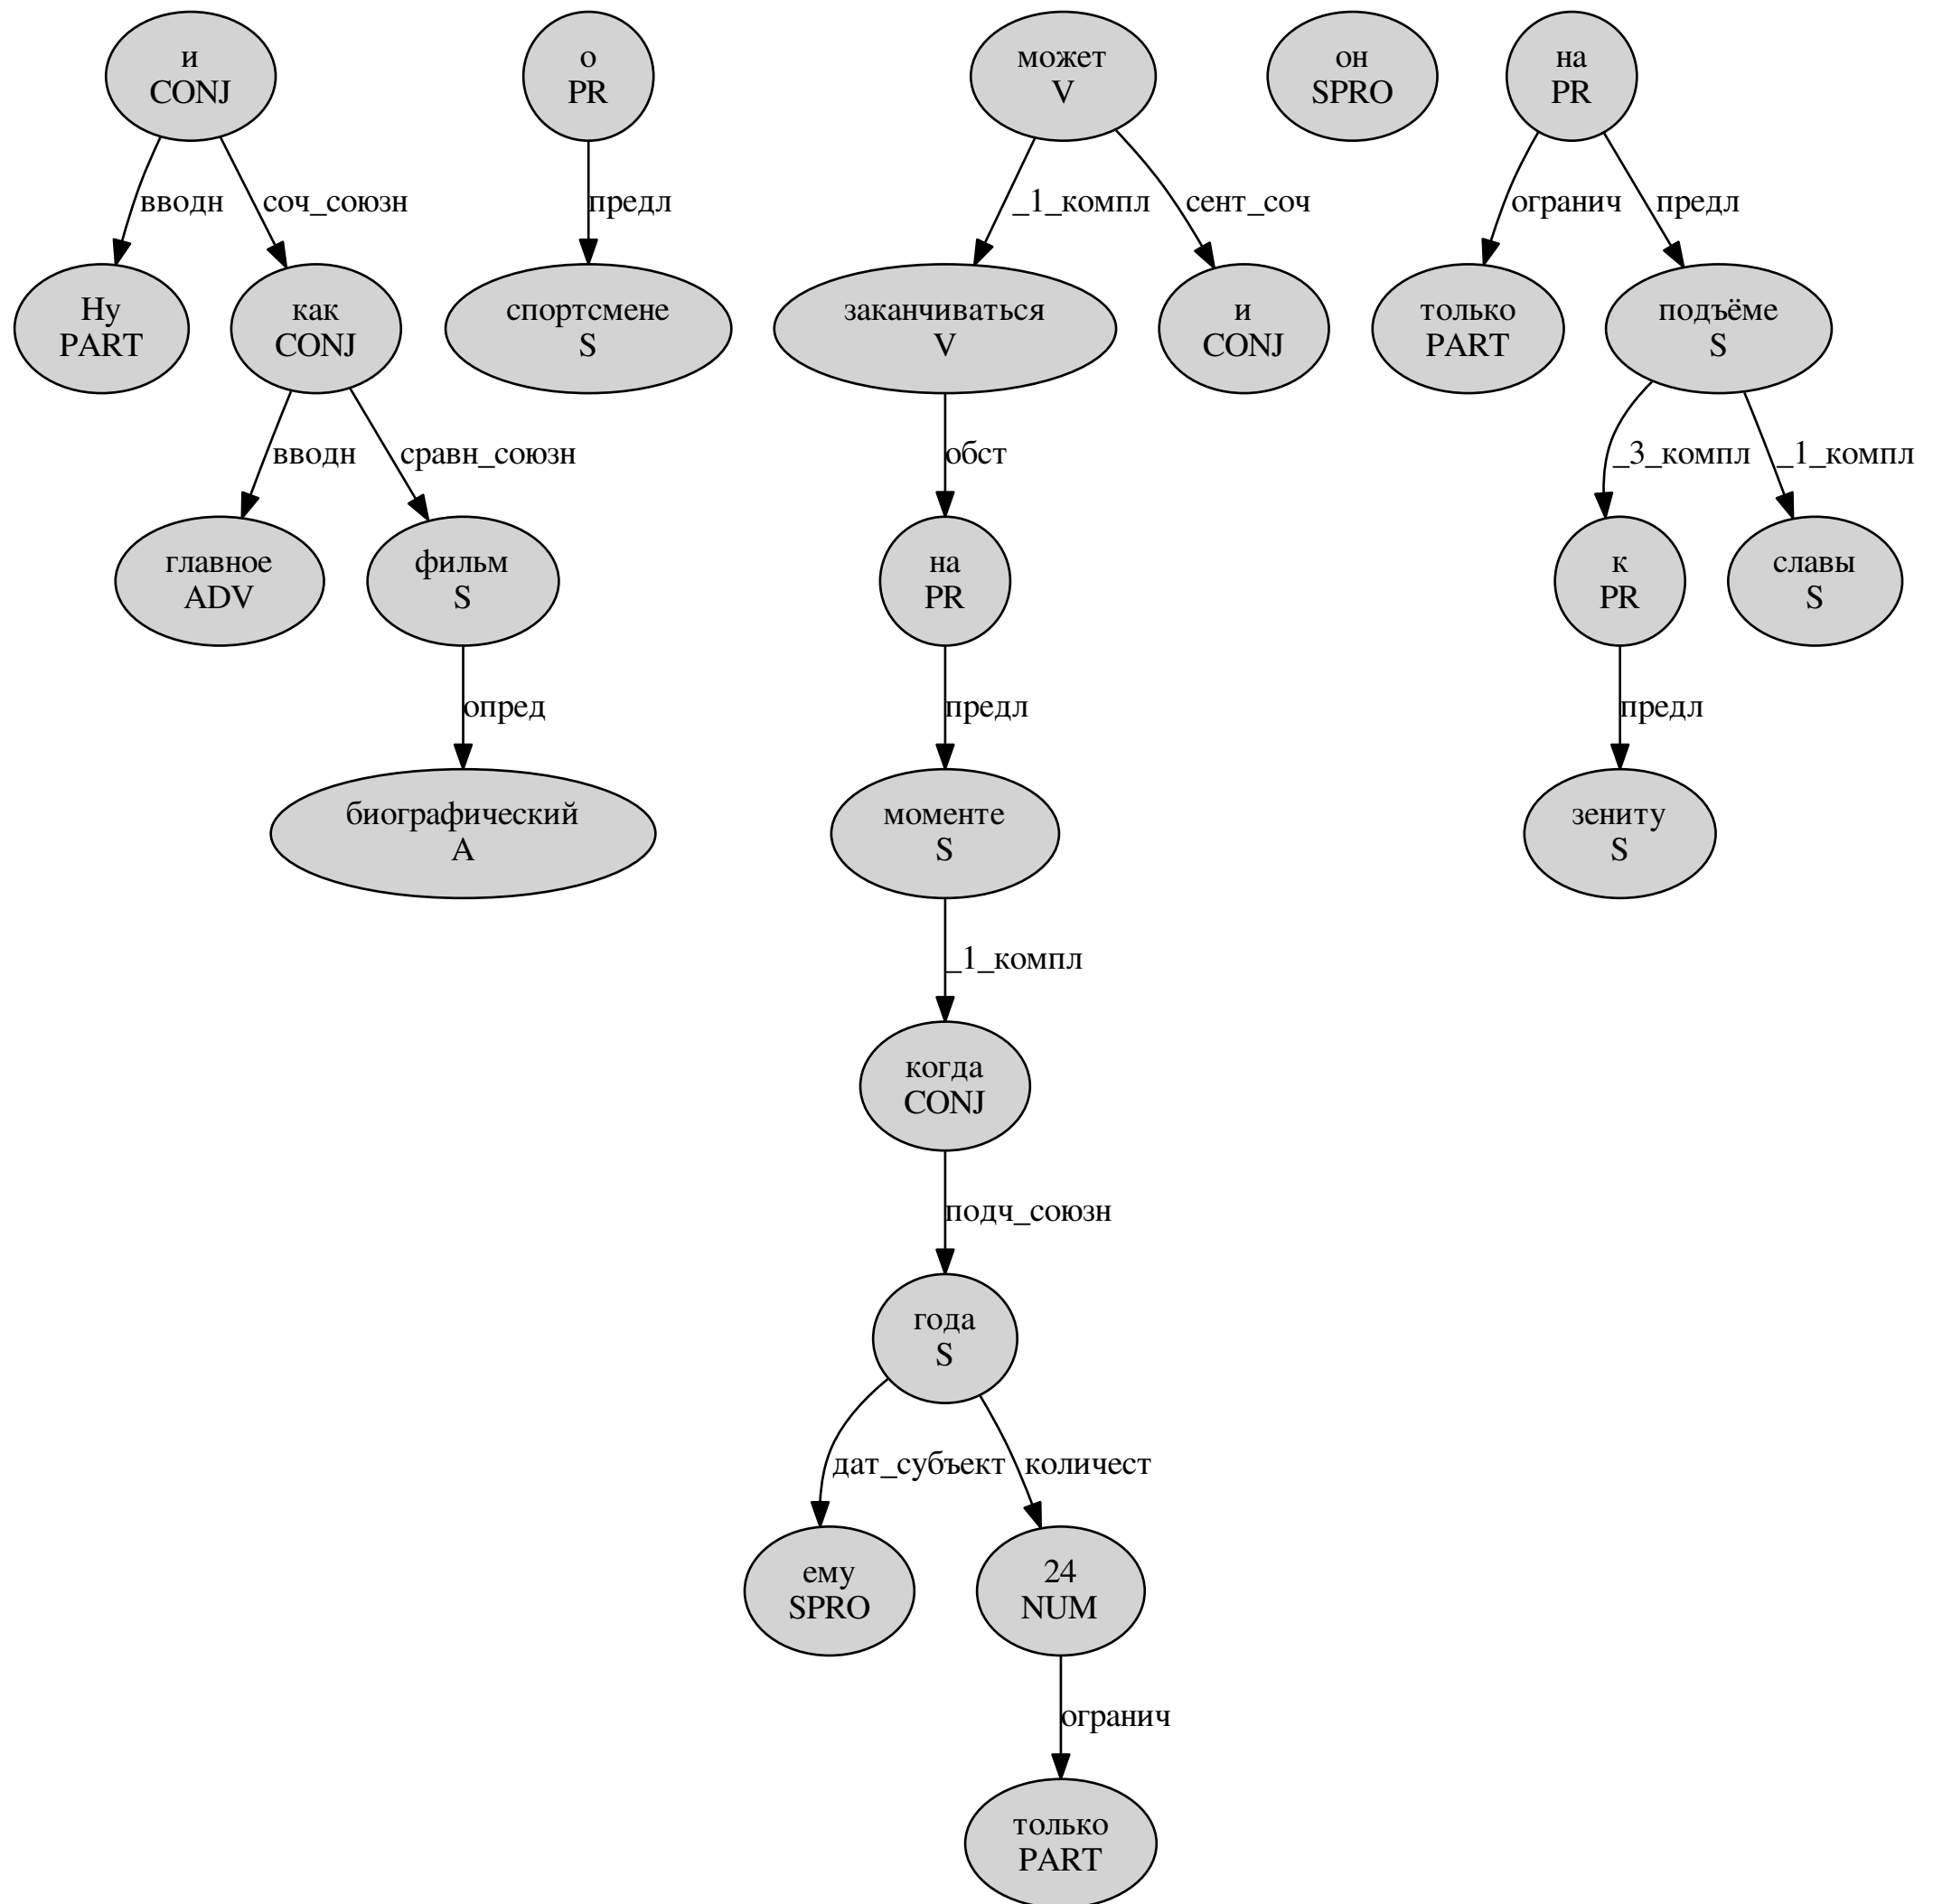 и
CONJ
о
PR
может
V
он
SPRO
на
PR
вводн
соч_союзн
предл
_1_компл
сент_соч
огранич
предл
Ну
PART
как
CONJ
спортсмене
S
заканчиваться
V
и
CONJ
только
PART
подъёме
S
вводн
сравн_союзн
обст
_3_компл
_1_компл
главное
ADV
фильм
S
на
PR
к
PR
славы
S
опред
предл
предл
биографический
A
моменте
S
зениту
S
_1_компл
когда
CONJ
подч_союзн
года
S
дат_субъект
количест
ему
SPRO
24
NUM
огранич
только
PART